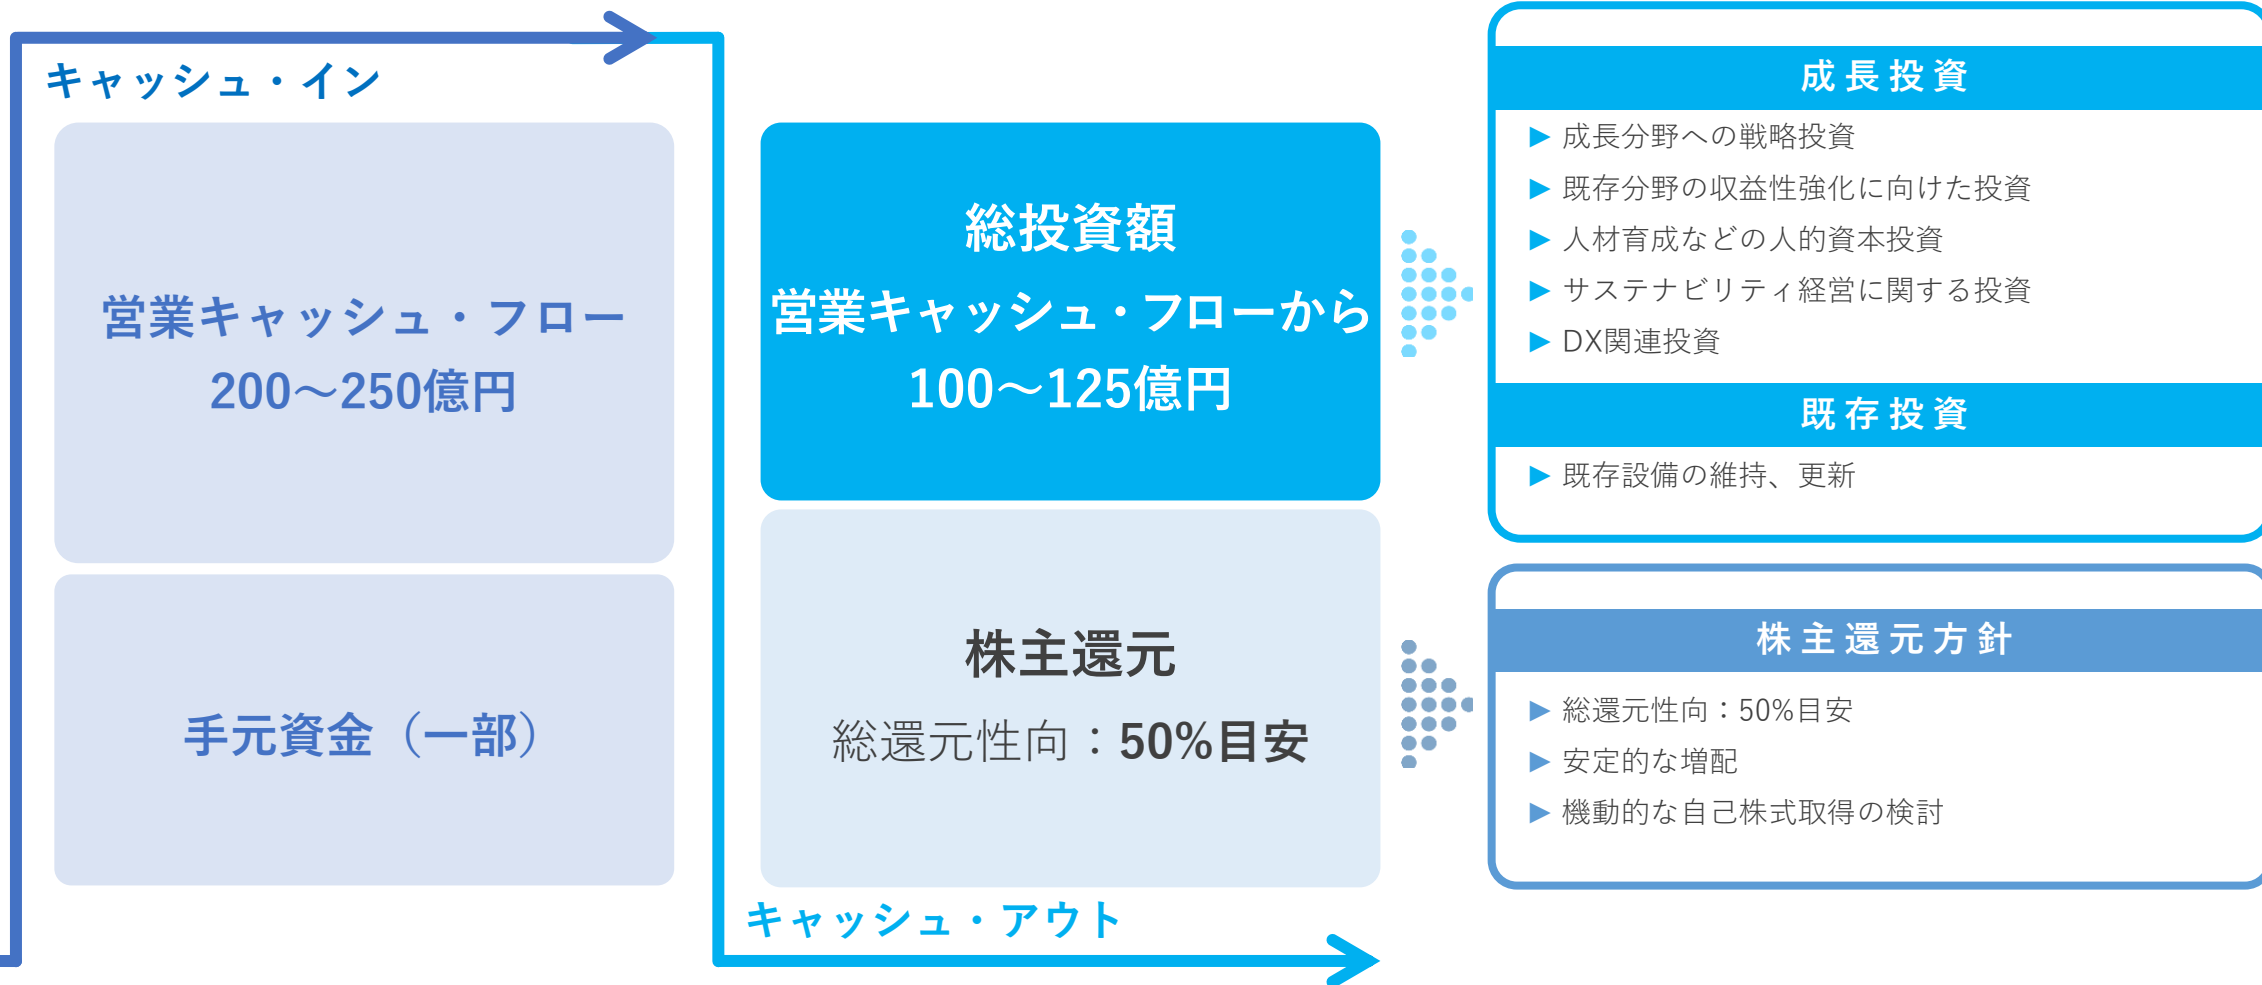 キャッシュ・イン
営業キャッシュ・フロー
200～250億円
手元資金（一部）
総投資額
営業キャッシュ・フローから
100～125億円
株主還元
総還元性向：50%目安
キャッシュ・アウト
成長投資
▶ 成長分野への戦略投資
▶ 既存分野の収益性強化に向けた投資
▶ 人材育成などの人的資本投資
▶ サステナビリティ経営に関する投資
▶ DX関連投資
既存投資
▶ 既存設備の維持、更新
株主還元方針
▶ 総還元性向：50%目安
▶ 安定的な増配
▶ 機動的な自己株式取得の検討